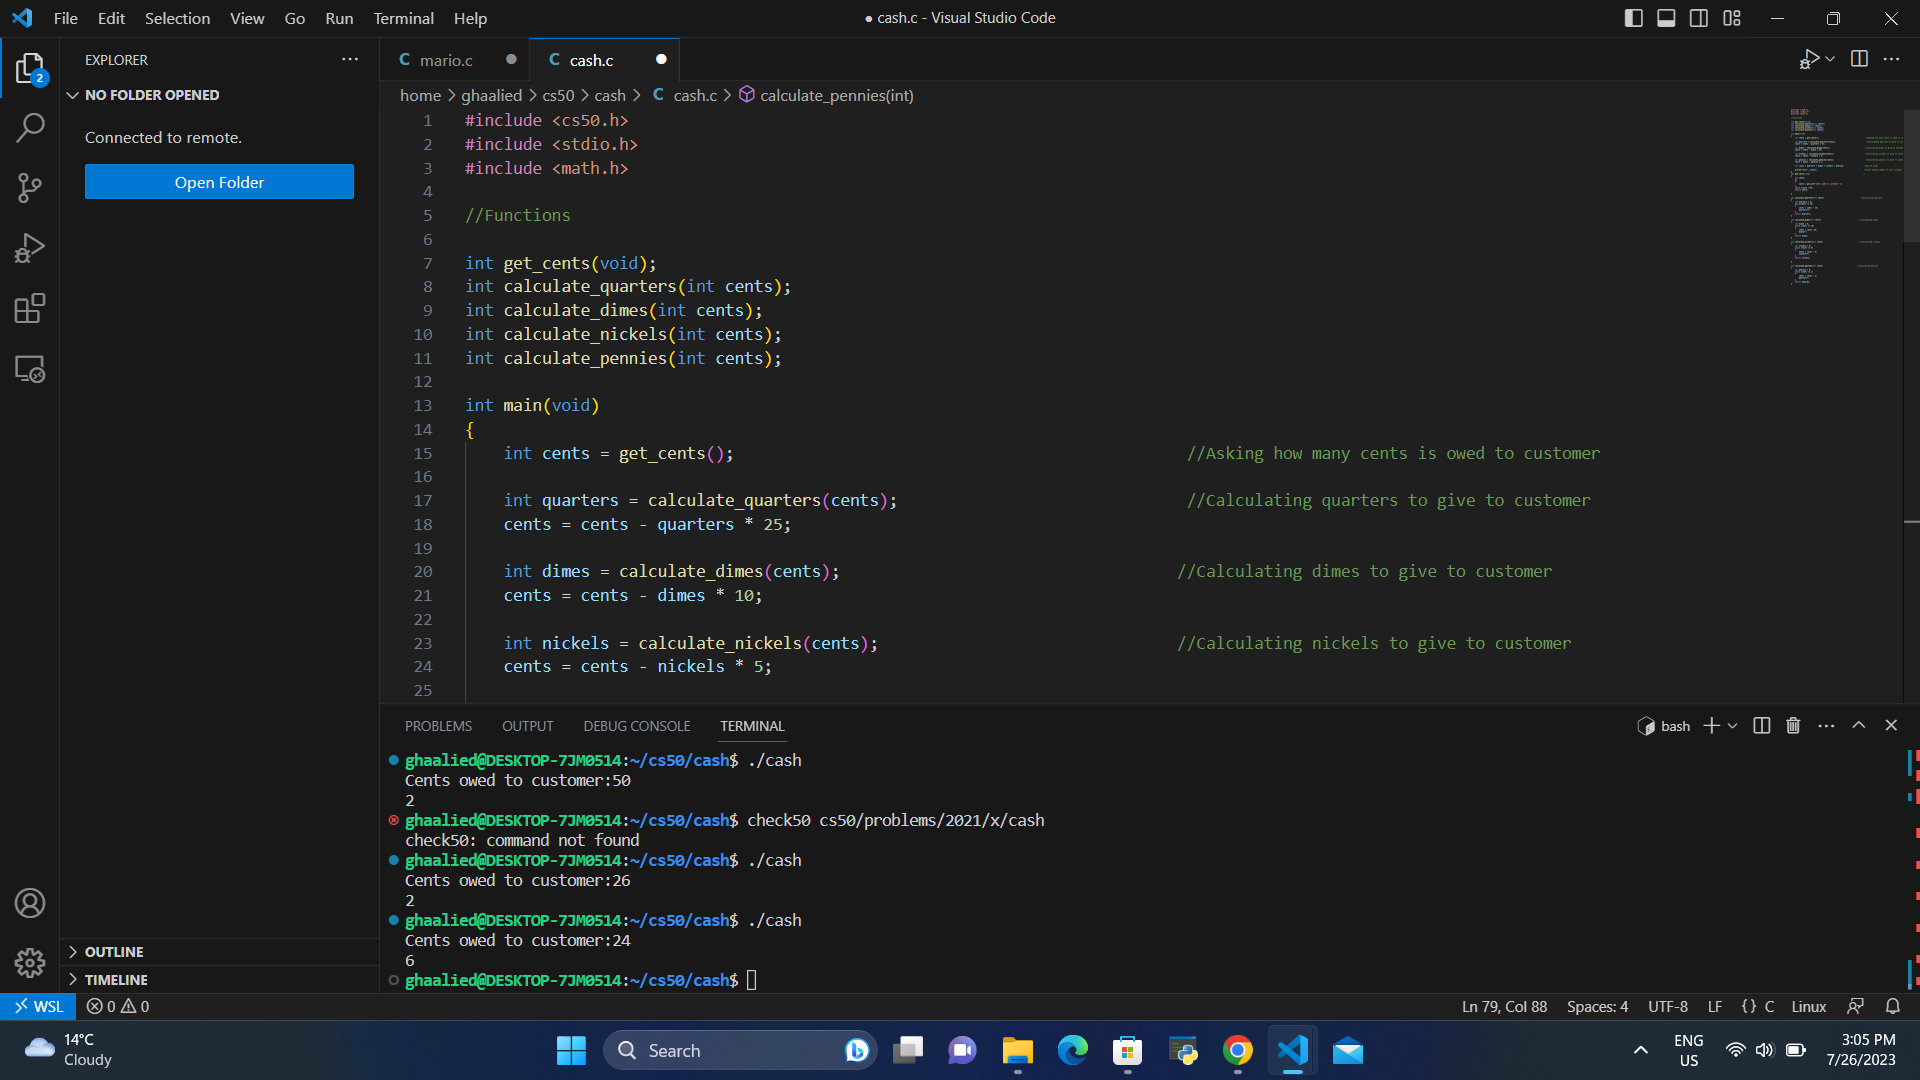 File Edit Selection View Go Run Terminal Help
● cash.c - Visual Studio Code
EXPLORER
2
NO FOLDER OPENED
Connected to remote.
Open Folder
OUTLINE
TIMELINE
C mario.c
C cash.c
home > ghaalied > cs50 > cash > C cash.c > calculate_pennies(int)
1 #include <cs50.h>
2 #include <stdio.h>
3 #include <math.h>
4
5 //Functions
6
7 int get_cents(void);
8 int calculate_quarters(int cents);
9 int calculate_dimes(int cents);
10 int calculate_nickels(int cents);
11 int calculate_pennies(int cents);
12
13 int main(void)
14 {
15 int cents = get_cents(); //Asking how many cents is owed to customer
16
17 int quarters = calculate_quarters(cents); //Calculating quarters to give to customer
18 cents = cents - quarters * 25;
19
20 int dimes = calculate_dimes(cents); //Calculating dimes to give to customer
21 cents = cents - dimes * 10;
22
23 int nickels = calculate_nickels(cents); //Calculating nickels to give to customer
24 cents = cents - nickels * 5;
25
PROBLEMS OUTPUT DEBUG CONSOLE TERMINAL
bash
ghaalied@DESKTOP-7JM0514:~/cs50/cash$ ./cash
Cents owed to customer:50
2
ghaalied@DESKTOP-7JM0514:~/cs50/cash$ check50 cs50/problems/2021/x/cash
check50: command not found
ghaalied@DESKTOP-7JM0514:~/cs50/cash$ ./cash
Cents owed to customer:26
2
ghaalied@DESKTOP-7JM0514:~/cs50/cash$ ./cash
Cents owed to customer:24
6
ghaalied@DESKTOP-7JM0514:~/cs50/cash$
WSL 0 0
Ln 79, Col 88 Spaces: 4 UTF-8 LF {} C Linux
14°C
Cloudy
Search
ENG
US
3:05 PM
7/26/2023